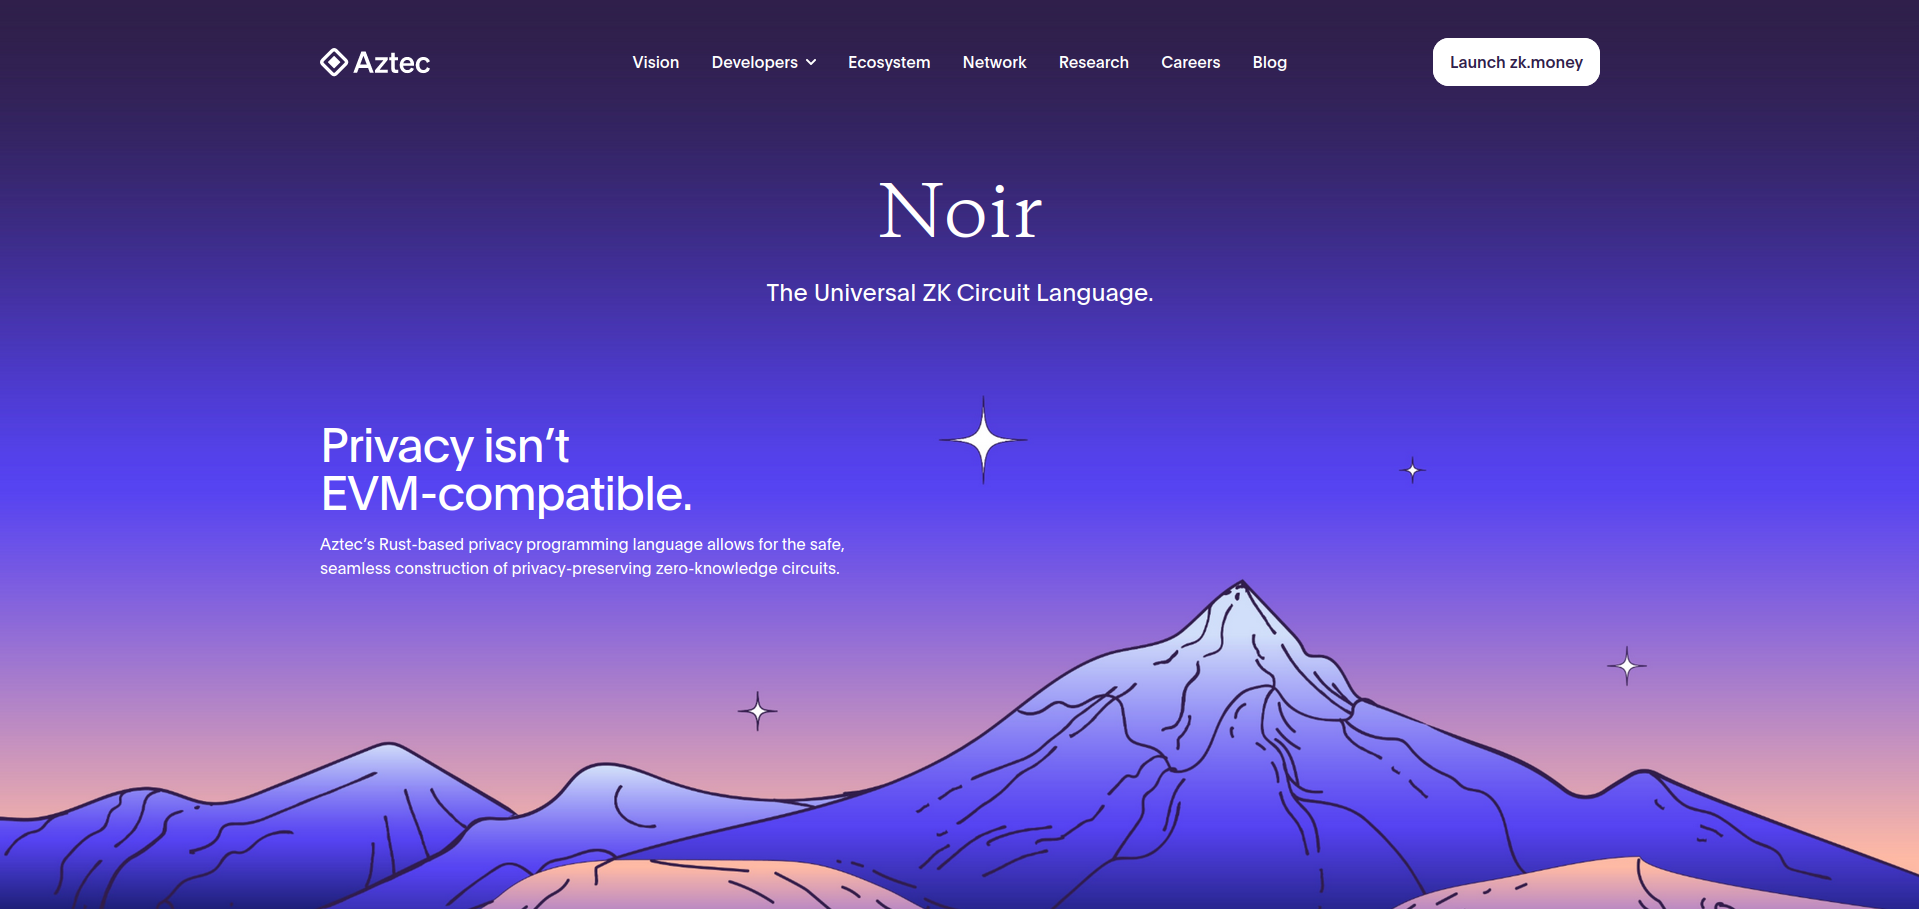 Aztec
Vision Developers Ecosystem Network Research Careers Blog
Launch zk.money
Noir
The Universal ZK Circuit Language.
Privacy isn’t
EVM-compatible.
Aztec’s Rust-based privacy programming language allows for the safe,
seamless construction of privacy-preserving zero-knowledge circuits.